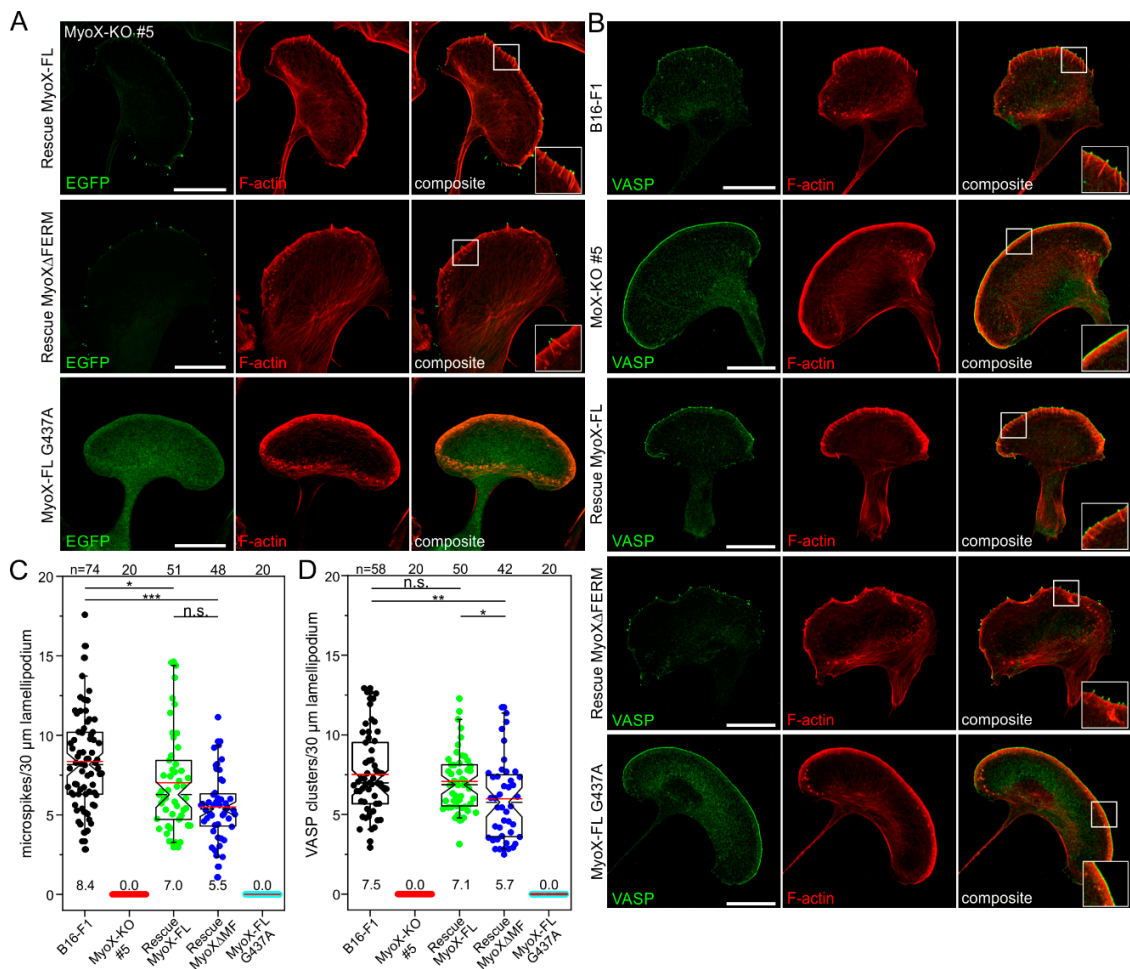 A
MyoX-KO #5
Rescue MyoX-FL
EGFP
F-actin
composite
Rescue MyoXΔFERM
EGFP
F-actin
composite
MyoX-FL G437A
EGFP
F-actin
composite
B
B16-F1
VASP
F-actin
composite
MoX-KO #5
VASP
F-actin
composite
Rescue MyoX-FL
VASP
F-actin
composite
Rescue MyoXΔFERM
VASP
F-actin
composite
MyoX-FL G437A
VASP
F-actin
composite
C
n=74 20 51 48 20
microspikes/30 µm lamellipodium
20
15
10
5
0
*
***
n.s.
8.4 0.0 7.0 5.5 0.0
B16-F1
MyoX-KO
#5
Rescue
MyoX-FL
Rescue
MyoXΔMF
MyoX-FL
G437A
D
n=58 20 50 42 20
VASP clusters/30 µm lamellipodium
20
15
10
5
0
n.s.
**
*
7.5 0.0 7.1 5.7 0.0
B16-F1
MyoX-KO
#5
Rescue
MyoX-FL
Rescue
MyoXΔMF
MyoX-FL
G437A